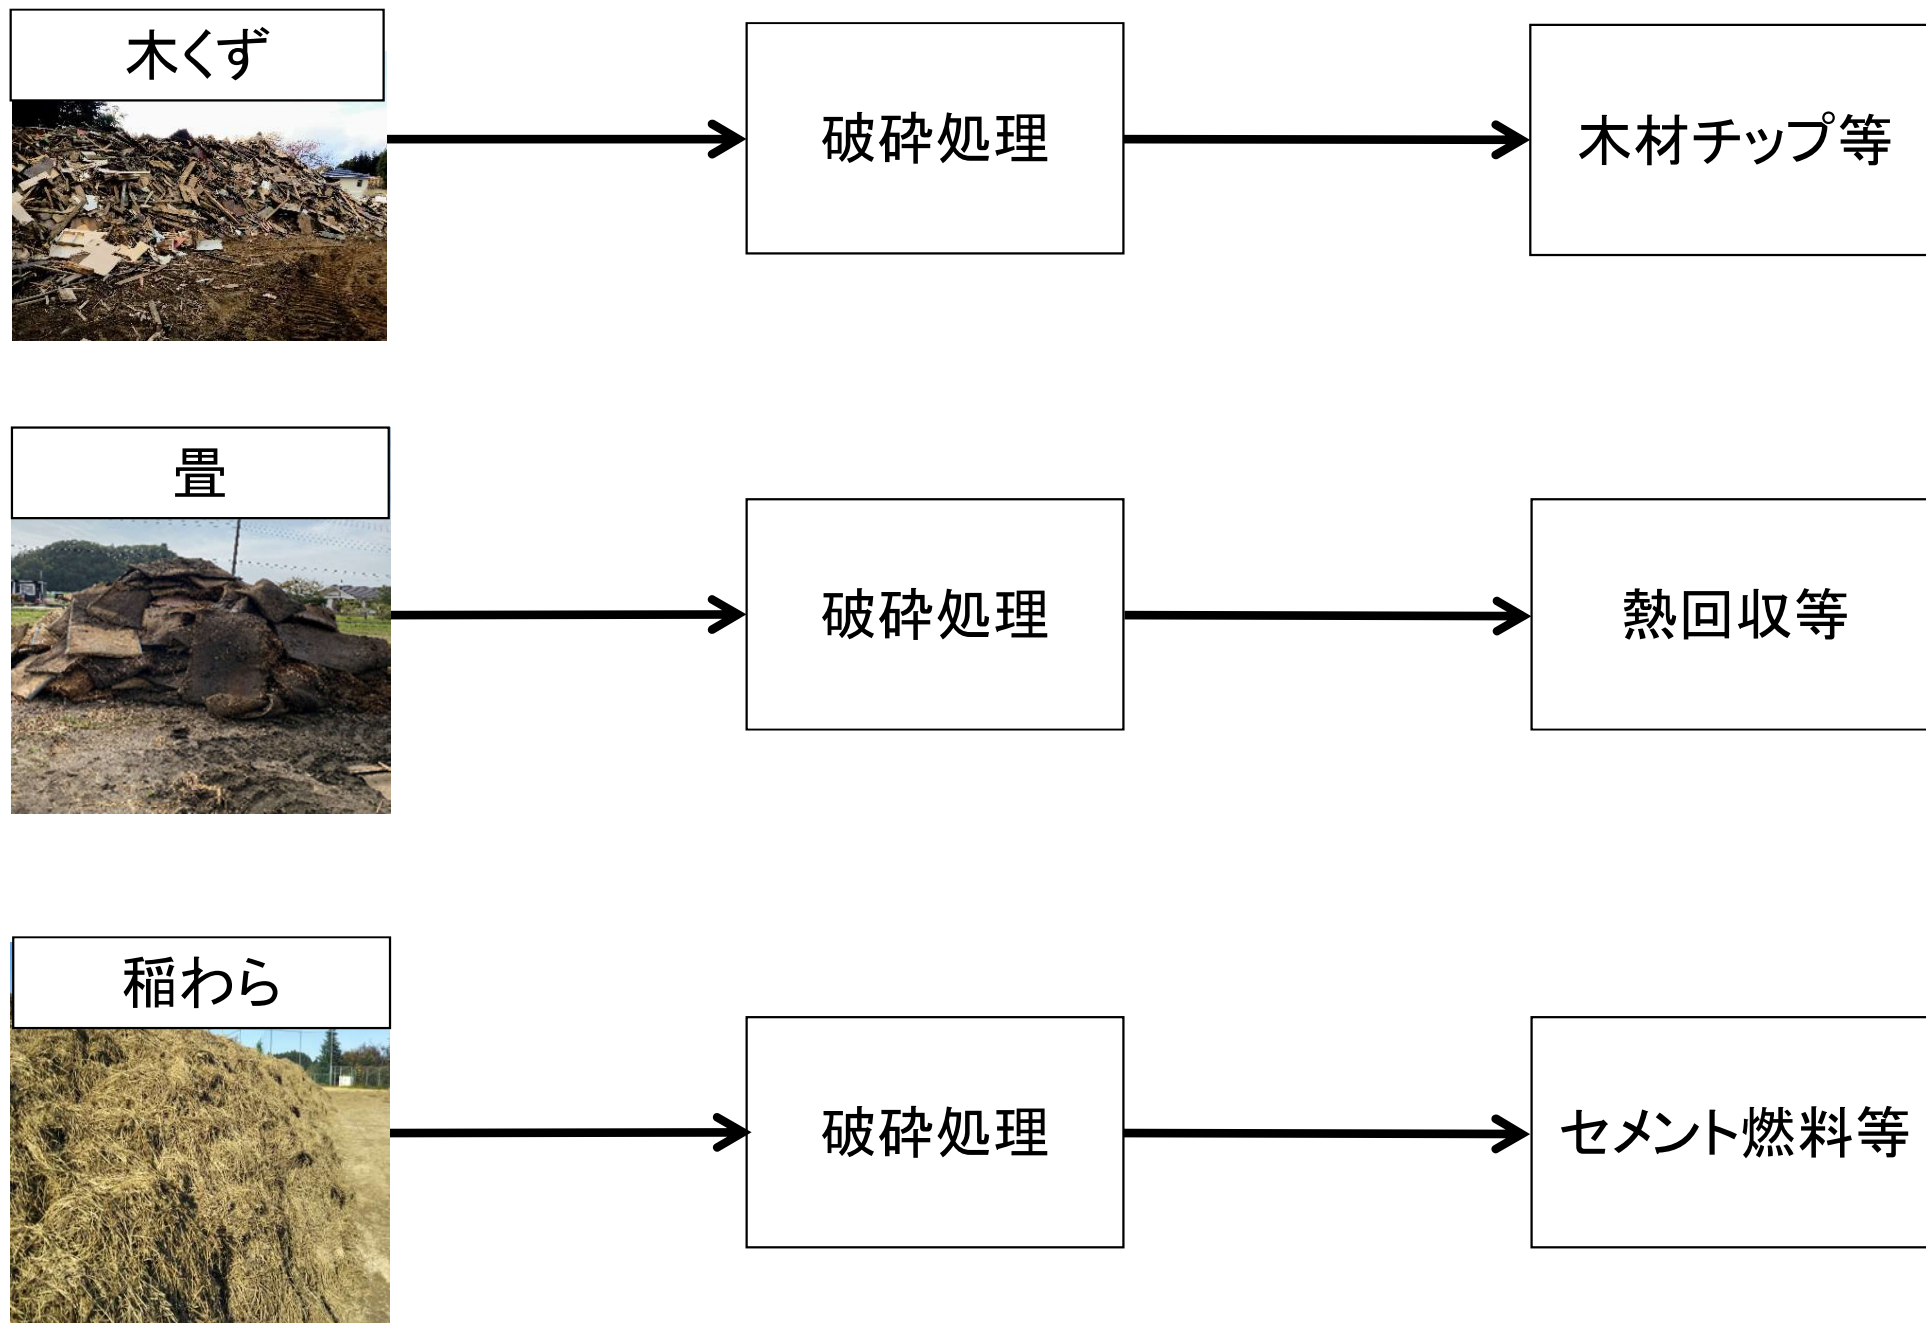 木くず
破砕処理
木材チップ等
畳
破砕処理
熱回収等
稲わら
破砕処理
セメント燃料等